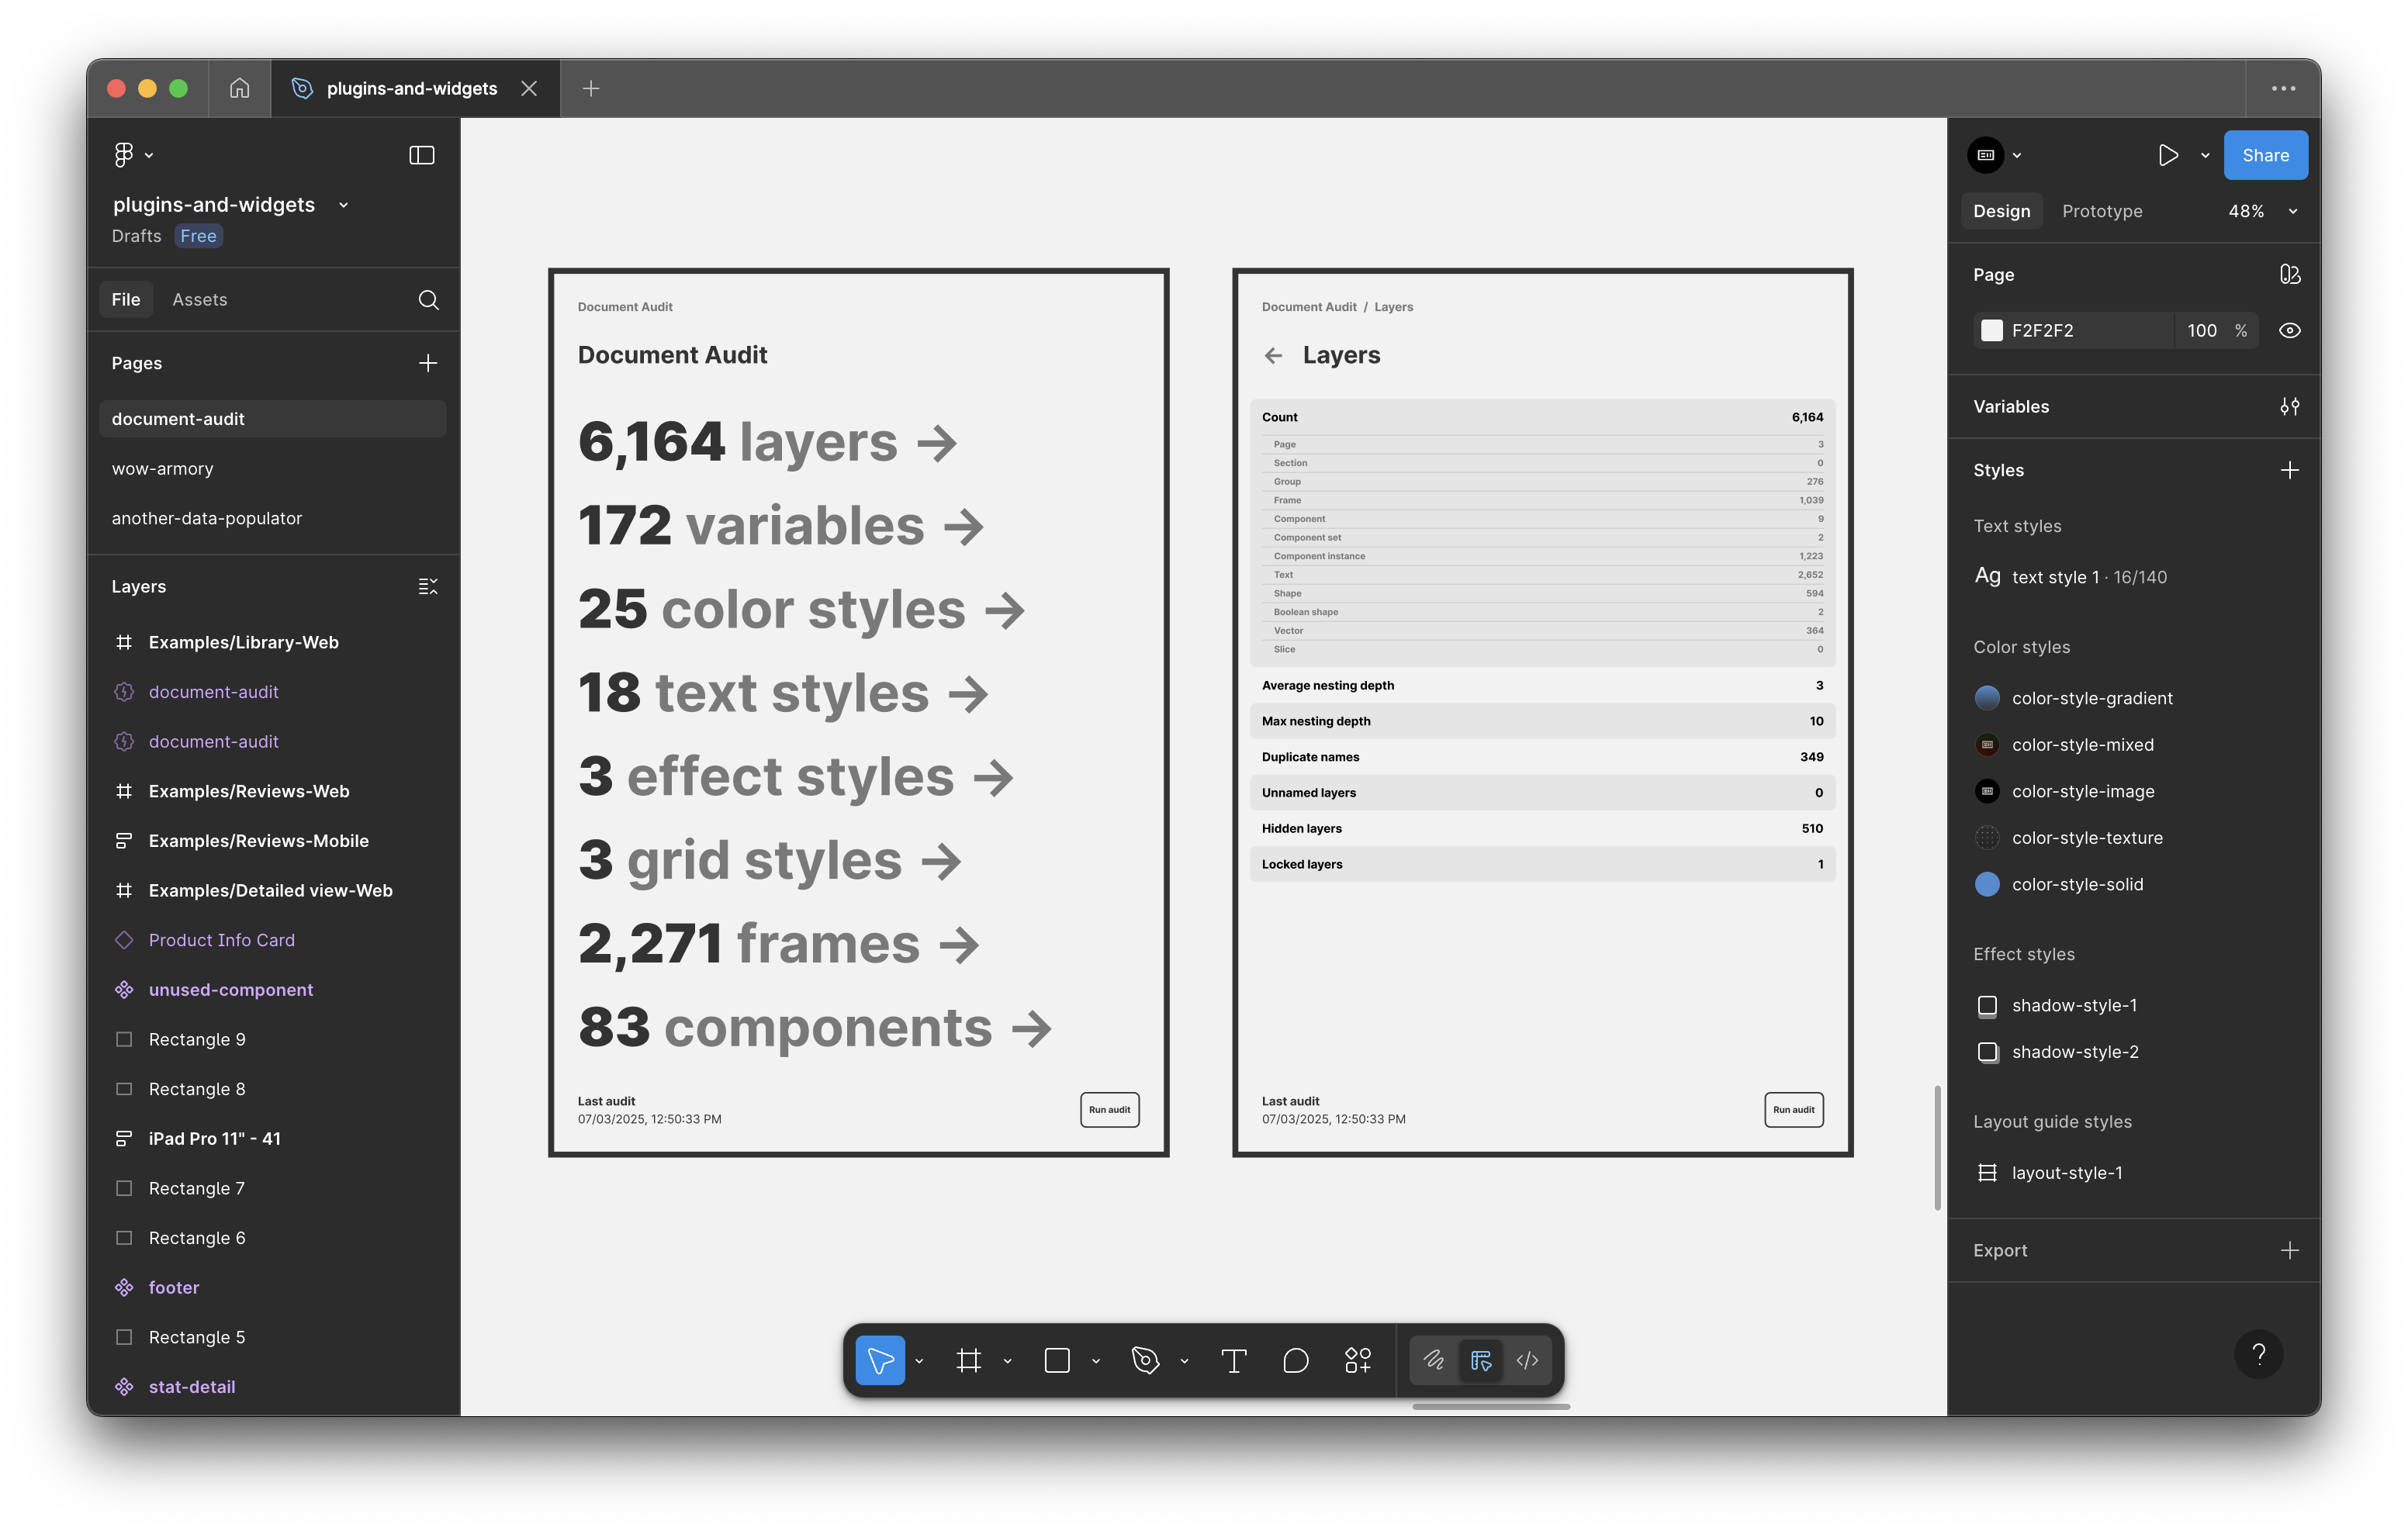 plugins-and-widgets
plugins-and-widgets
Drafts Free
File Assets
Pages
document-audit
wow-armory
another-data-populator
Layers
Examples/Library-Web
document-audit
document-audit
Examples/Reviews-Web
Examples/Reviews-Mobile
Examples/Detailed view-Web
Product Info Card
unused-component
Rectangle 9
Rectangle 8
iPad Pro 11" - 41
Rectangle 7
Rectangle 6
footer
Rectangle 5
stat-detail
Document Audit
Document Audit
6,164 layers →
172 variables →
25 color styles →
18 text styles →
3 effect styles →
3 grid styles →
2,271 frames →
83 components →
Last audit
07/03/2025, 12:50:33 PM
Run audit
Document Audit / Layers
← Layers
Count 6,164
Page 3
Section 0
Group 276
Frame 1,039
Component 9
Component set 2
Component instance 1,223
Text 2,652
Shape 594
Boolean shape 2
Vector 364
Slice 0
Average nesting depth 3
Max nesting depth 10
Duplicate names 349
Unnamed layers 0
Hidden layers 510
Locked layers 1
Last audit
07/03/2025, 12:50:33 PM
Run audit
Share
Design Prototype 48%
Page
F2F2F2 100 %
Variables
Styles
Text styles
Ag text style 1 · 16/140
Color styles
color-style-gradient
color-style-mixed
color-style-image
color-style-texture
color-style-solid
Effect styles
shadow-style-1
shadow-style-2
Layout guide styles
layout-style-1
Export
?